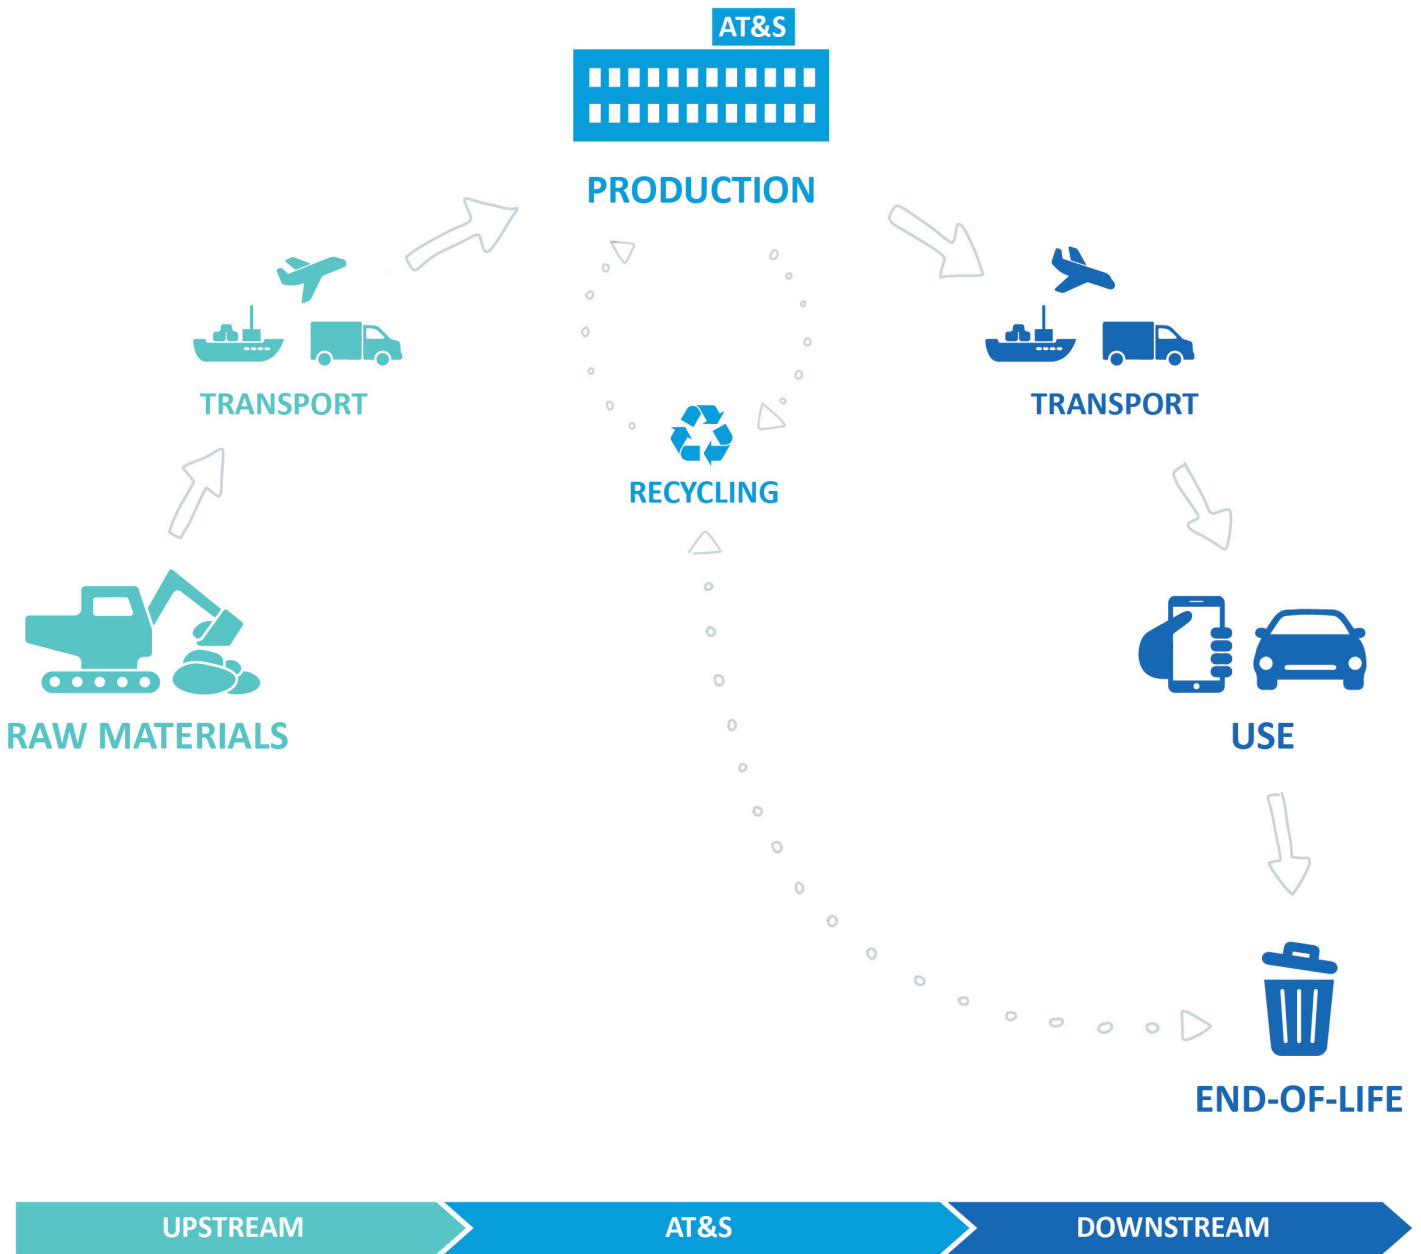 AT&S
PRODUCTION
TRANSPORT
TRANSPORT
RECYCLING
RAW MATERIALS
USE
END-OF-LIFE
UPSTREAM
AT&S
DOWNSTREAM